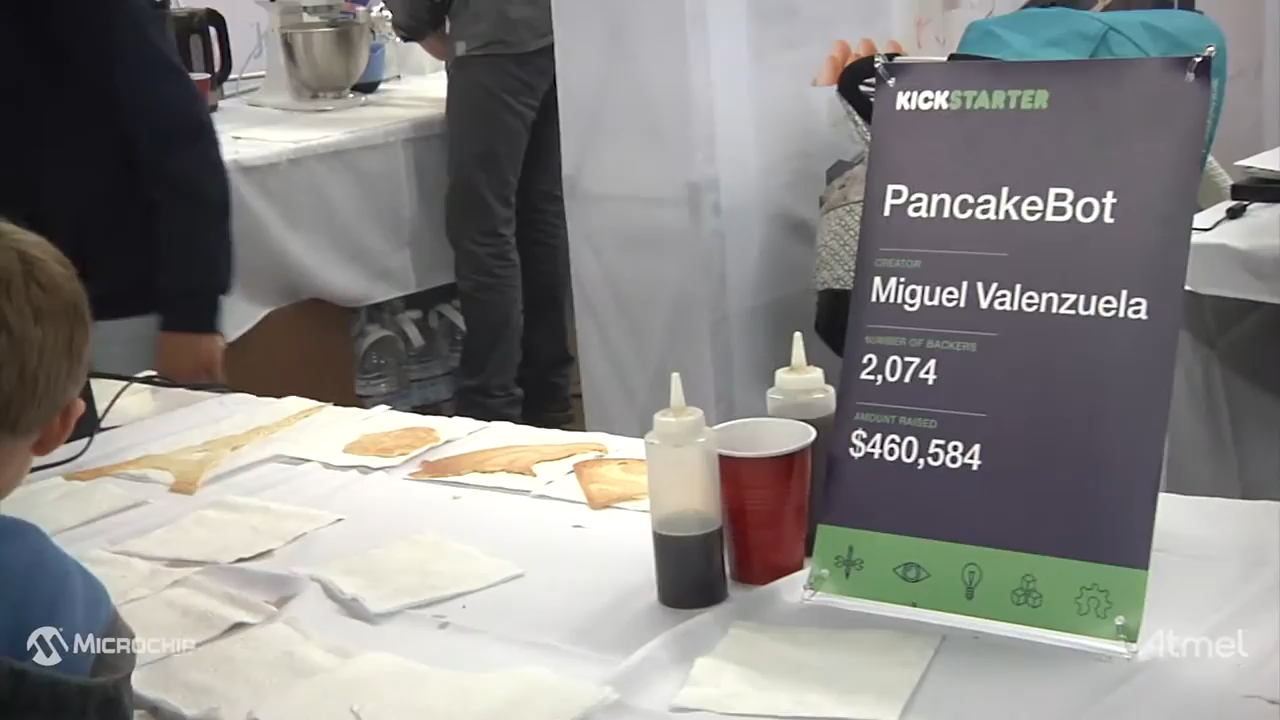 KICKSTARTER
PancakeBot
CREATOR
Miguel Valenzuela
NUMBER OF BACKERS
2,074
AMOUNT RAISED
$460,584
MICROCHIP
Atmel